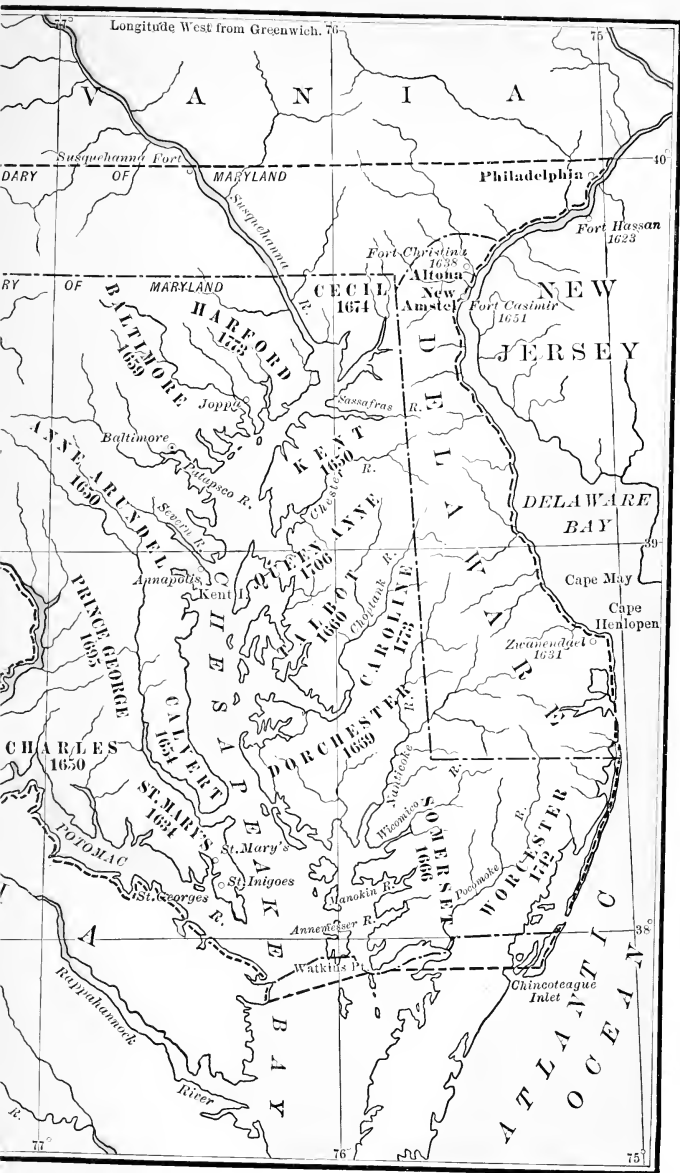 77°
Longitude West from Greenwich. 76
75
VANIA
Susquehanna Fort
40°
DARY OF MARYLAND
Philadelphia
Susquehanna R.
Fort Hassan
1623
Fort Christina
1638
Altona
New
Amstel
Fort Casimir
1651
RY OF MARYLAND
CECIL
1674
NEW
JERSEY
BALTIMORE
1659
HARFORD
1773
Joppa
Sassafras R.
DELAWARE
Baltimore
Patapsco R.
KENT
1650
Chester R.
ANNE ARUNDEL
1650
Severn R.
DELAWARE
BAY
QUEEN ANNE
1706
39
Annapolis
Kent I.
Cape May
TALBOT
1660
Choptank R.
CAROLINE
1773
Cape
Henlopen
PRINCE GEORGE
1695
Zwanendael
1631
CHESAPEAKE BAY
CALVERT
1654
DORCHESTER
1669
Nanticoke R.
CHARLES
1650
ST. MARY'S
1634
Wicomico R.
SOMERSET
1666
WORCESTER
1742
POTOMAC R.
St. Mary's
St. Inigoes
St. Georges
Manokin R.
Pocomoke R.
Annemesser R.
I
A
38°
Watkins Pt.
Chincoteague
Inlet
ATLANTIC
OCEAN
Rappahannock River
R.
77°
76°
75°